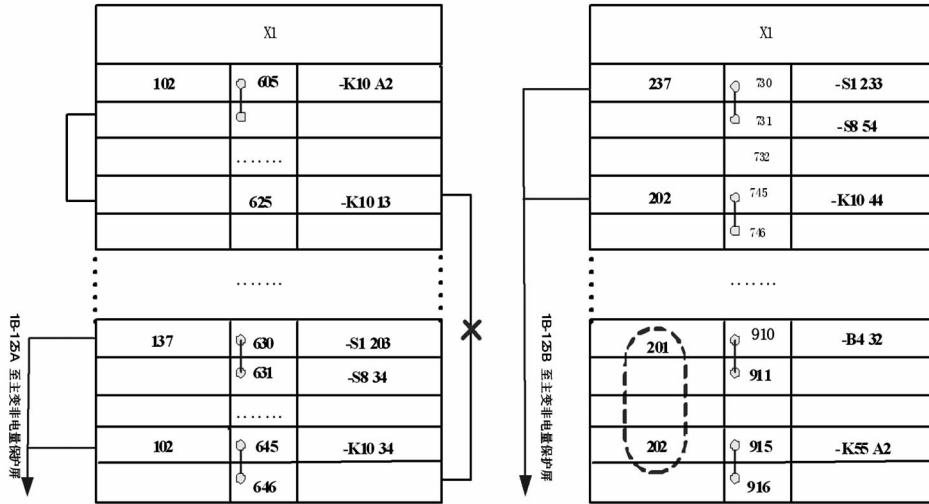 X1
102 605 -K10 A2
.......
625 -K10 13
.......
137 630 -S1 203
631 -S8 34
.......
102 645 -K10 34
646
1B-125A 至主变非电量保护屏
X1
237 730 -S1 233
731 -S8 54
732
202 745 -K10 44
746
.......
201 910 -B4 32
911
202 915 -K55 A2
916
1B-125B 至主变非电量保护屏